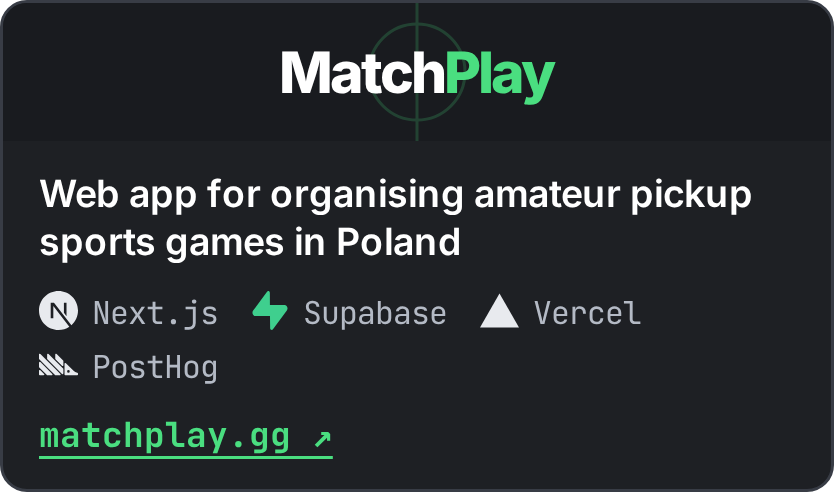 MatchPlay
Web app for organising amateur pickup
sports games in Poland
Next.js Supabase Vercel
PostHog
matchplay.gg ↗